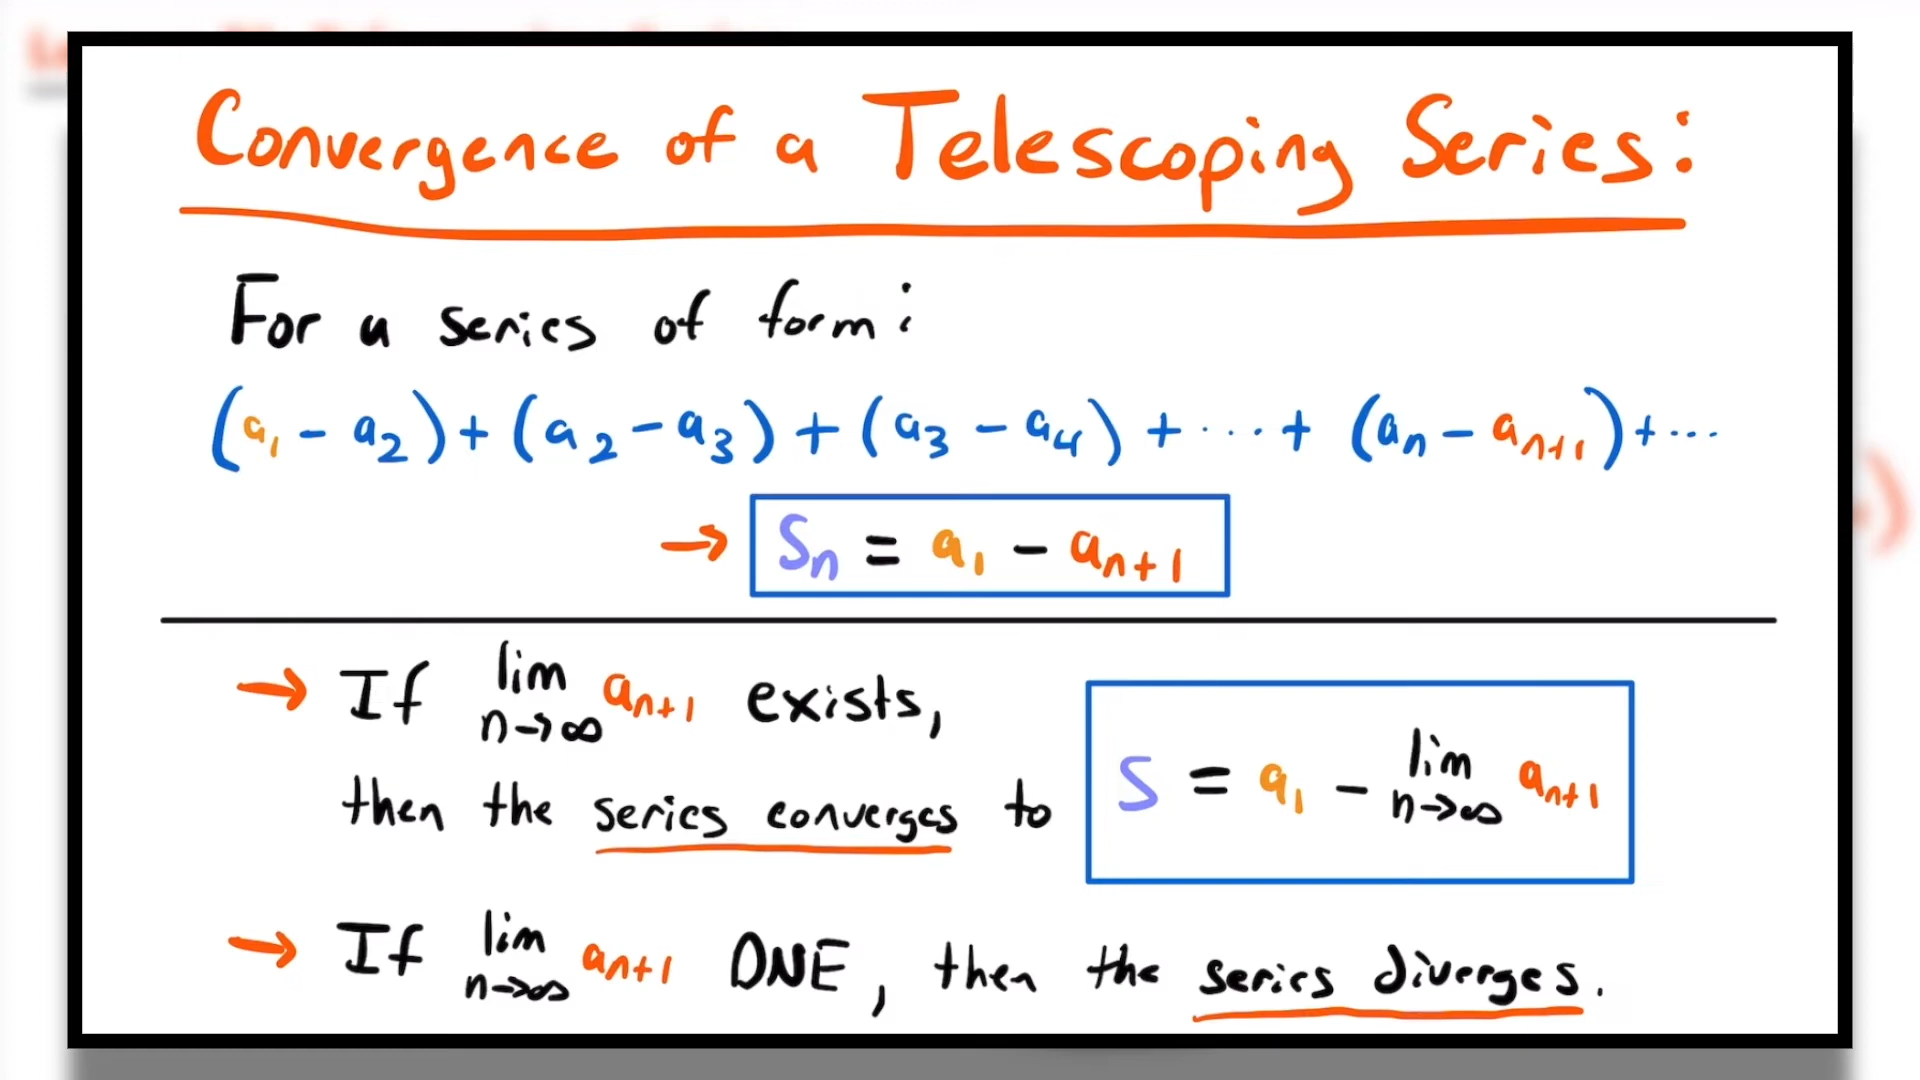 Convergence of a Telescoping Series:
For a series of form:
(a₁ - a₂) + (a₂ - a₃) + (a₃ - a₄) + ... + (aₙ - aₙ₊₁) + ...
→ Sₙ = a₁ - aₙ₊₁
→ If lim n→∞ aₙ₊₁ exists,
then the series converges to
S = a₁ - lim n→∞ aₙ₊₁
→ If lim n→∞ aₙ₊₁ DNE, then the series diverges.